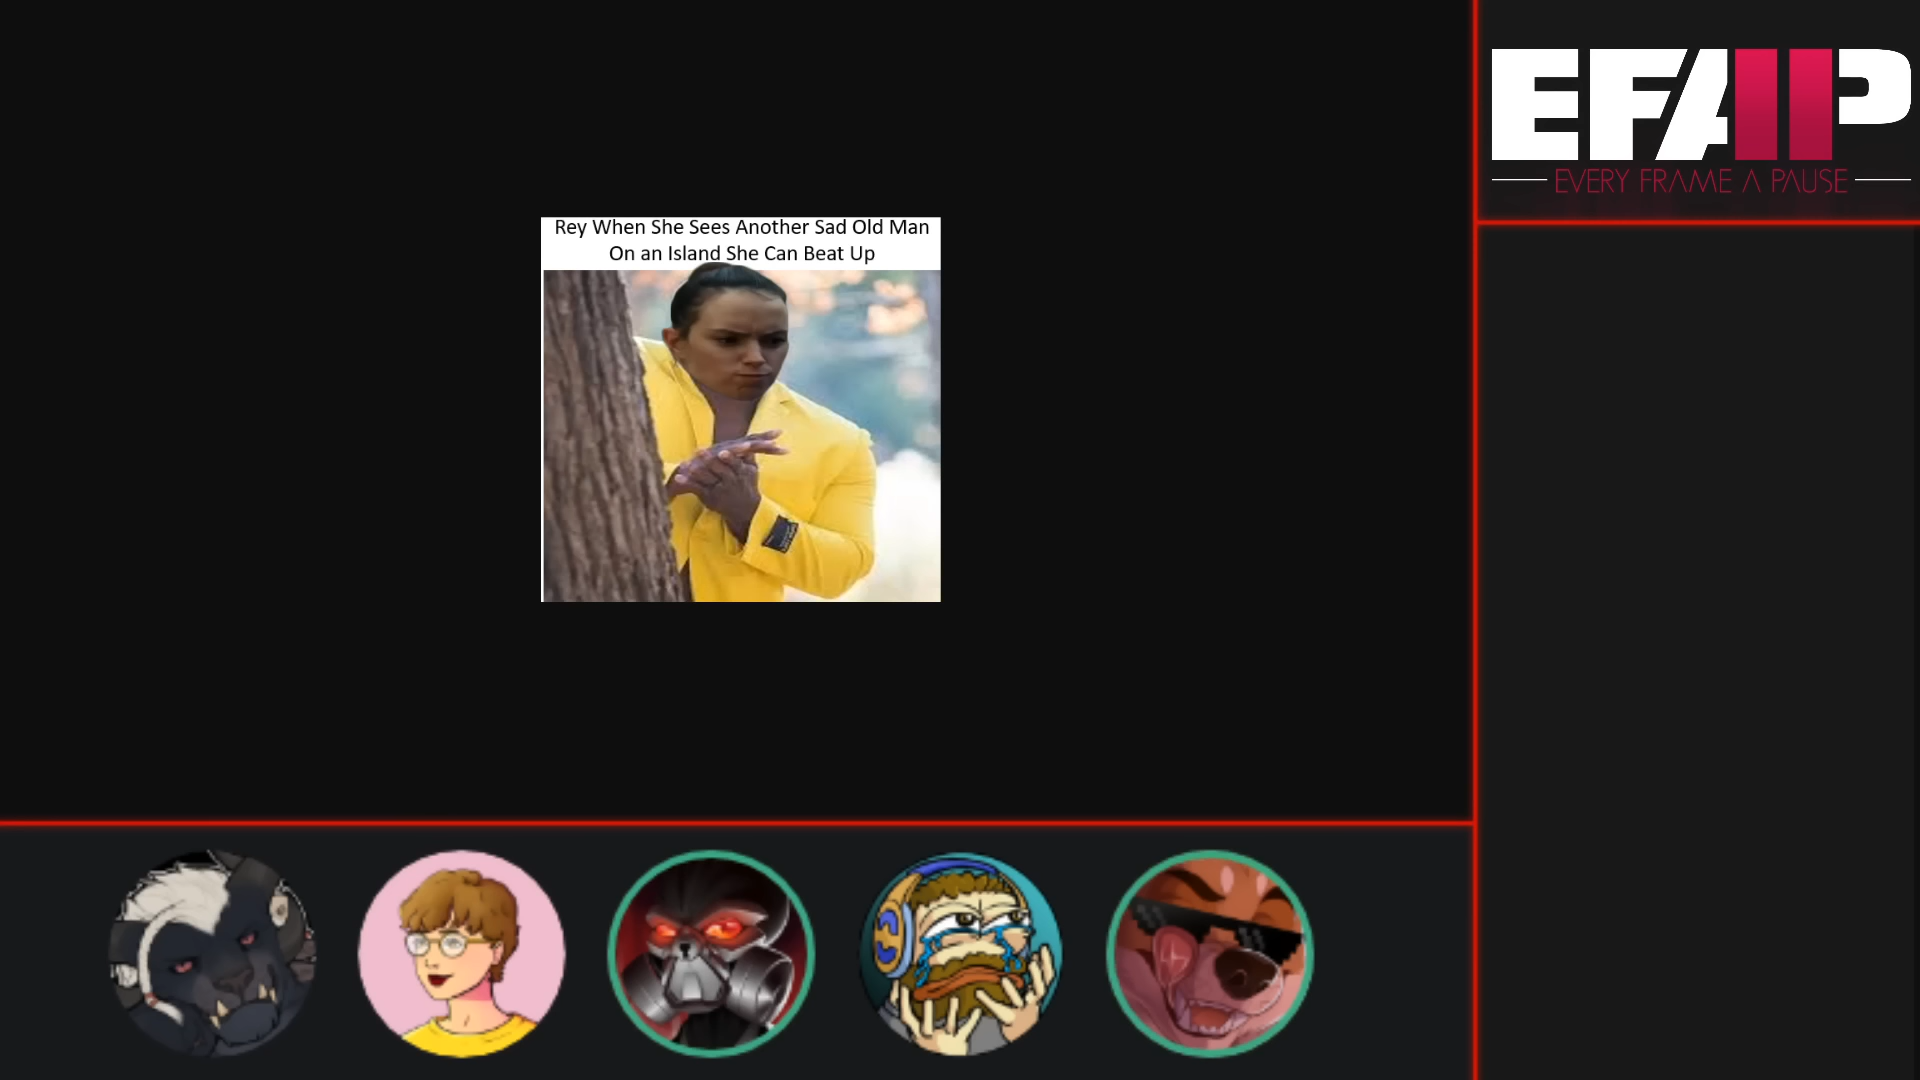 Rey When She Sees Another Sad Old Man
On an Island She Can Beat Up
EFAP
EVERY FRAME A PAUSE